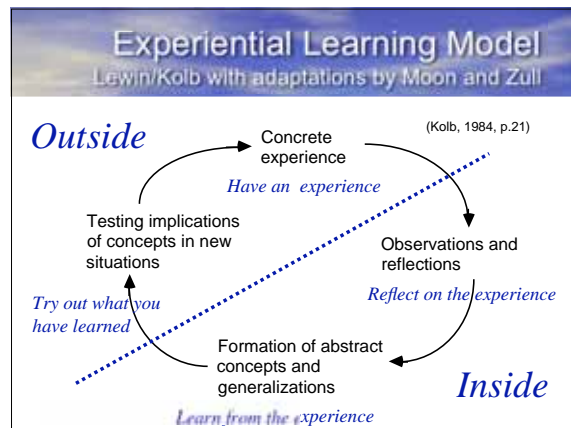 Experiential Learning Model
Lewin/Kolb with adaptations by Moon and Zull
Outside
(Kolb, 1984, p.21)
Concrete
experience
Have an experience
Testing implications
of concepts in new
situations
Observations and
reflections
Try out what you
have learned
Reflect on the experience
Formation of abstract
concepts and
generalizations
Inside
Learn from the experience